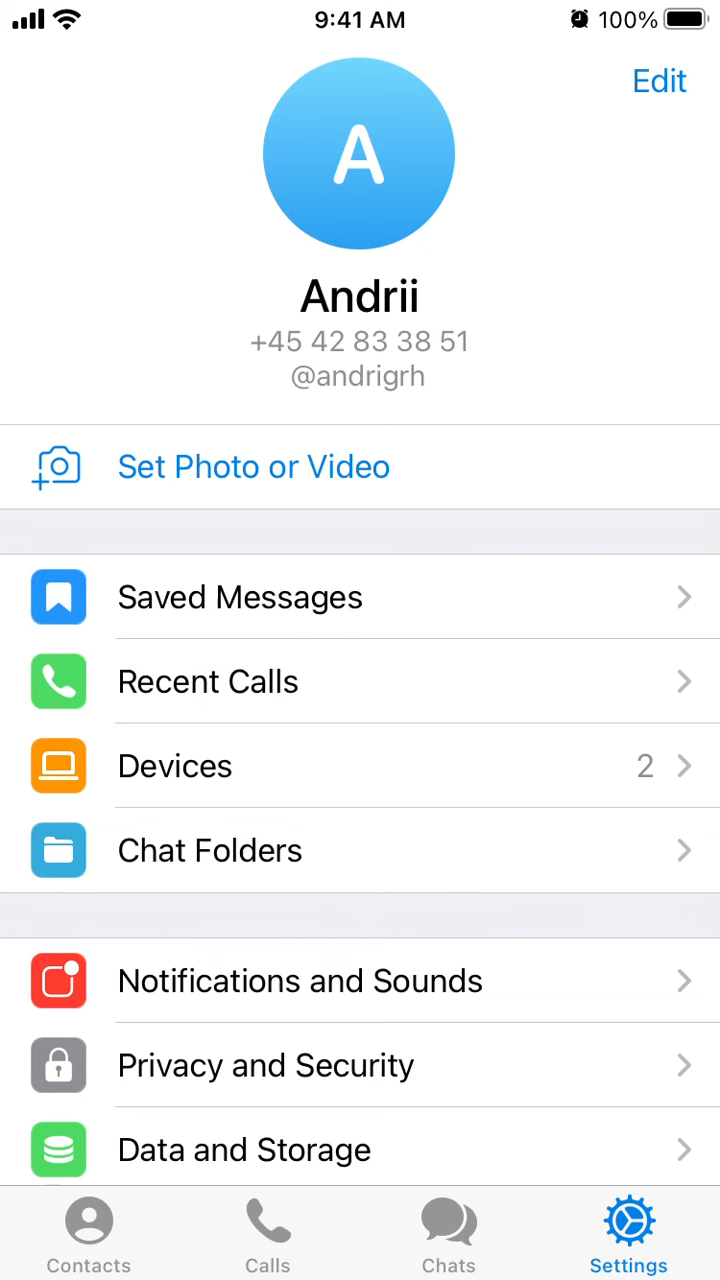 9:41 AM
100%
Edit
A
Andrii
+45 42 83 38 51
@andrigrh
Set Photo or Video
Saved Messages
Recent Calls
Devices 2
Chat Folders
Notifications and Sounds
Privacy and Security
Data and Storage
Contacts Calls Chats Settings